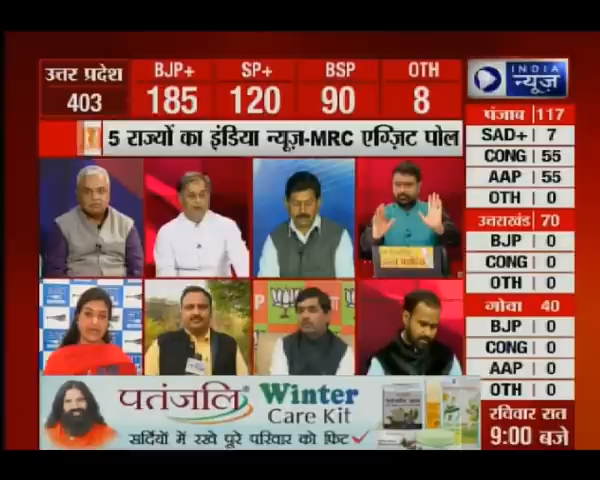 उत्तर प्रदेश
403
BJP+ SP+ BSP OTH
185 120 90 8
INDIA
न्यूज़
5 राज्यों का इंडिया न्यूज़-MRC एग्ज़िट पोल
पंजाब 117
SAD+ 7
CONG 55
AAP 55
OTH 0
उत्तराखंड 70
BJP 0
CONG 0
OTH 0
गोवा 40
BJP 0
CONG 0
AAP 0
OTH 0
रविवार रात
9:00 बजे
पतंजलि® Winter
Care Kit
सर्दियों में रखे पूरे परिवार को फिट